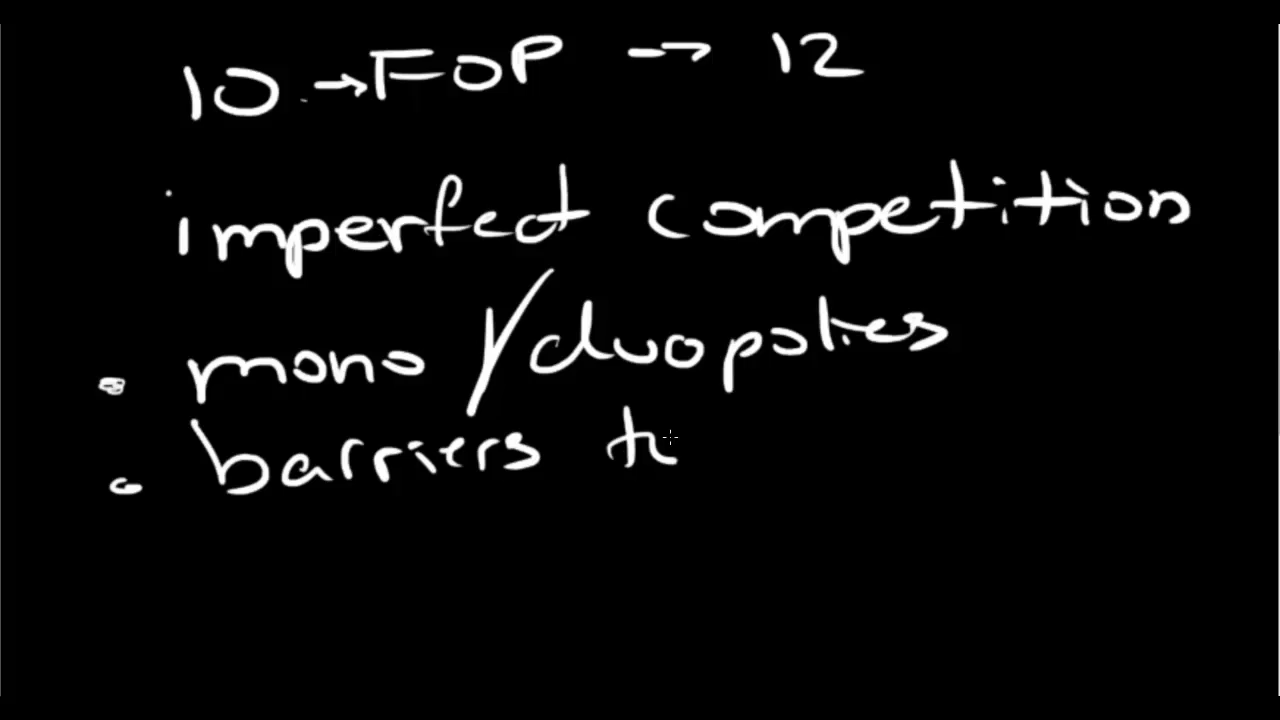 10 → FOP → 12
imperfect competition
• mono / duopolies
• barriers t